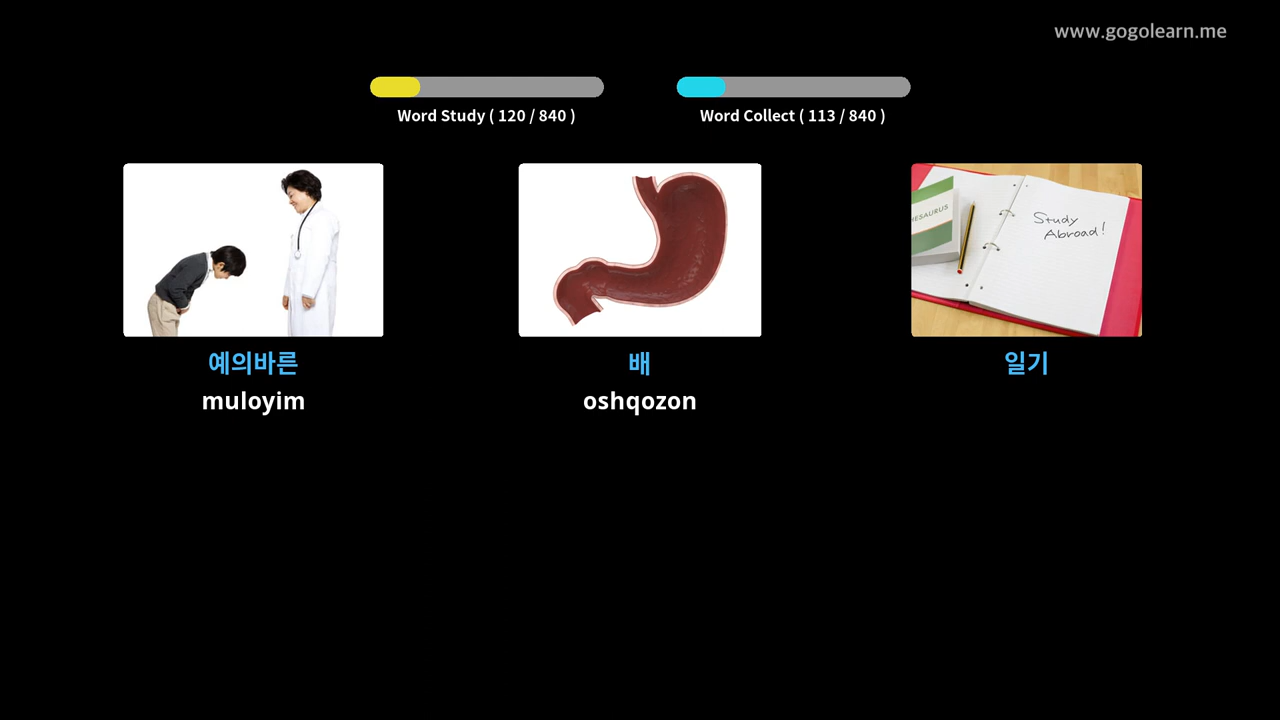 www.gogolearn.me
Word Study ( 120 / 840 )
Word Collect ( 113 / 840 )
Study
Abroad!
예의바른
배
일기
muloyim
oshqozon